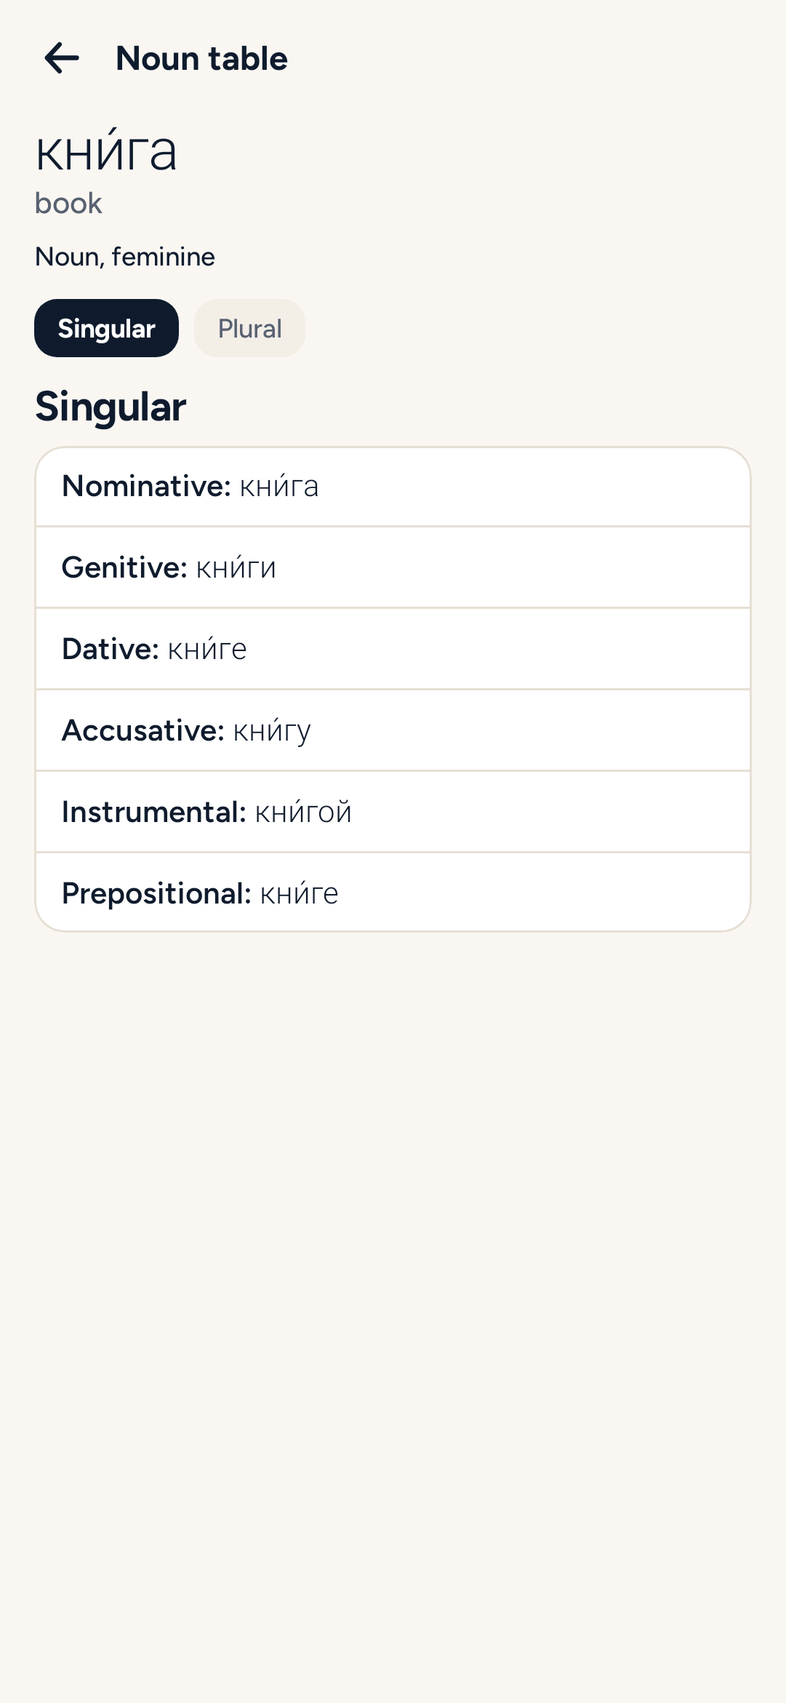 Noun table
кни́га
book
Noun, feminine
Singular Plural
Singular
Nominative: кни́га
Genitive: кни́ги
Dative: кни́ге
Accusative: кни́гу
Instrumental: кни́гой
Prepositional: кни́ге